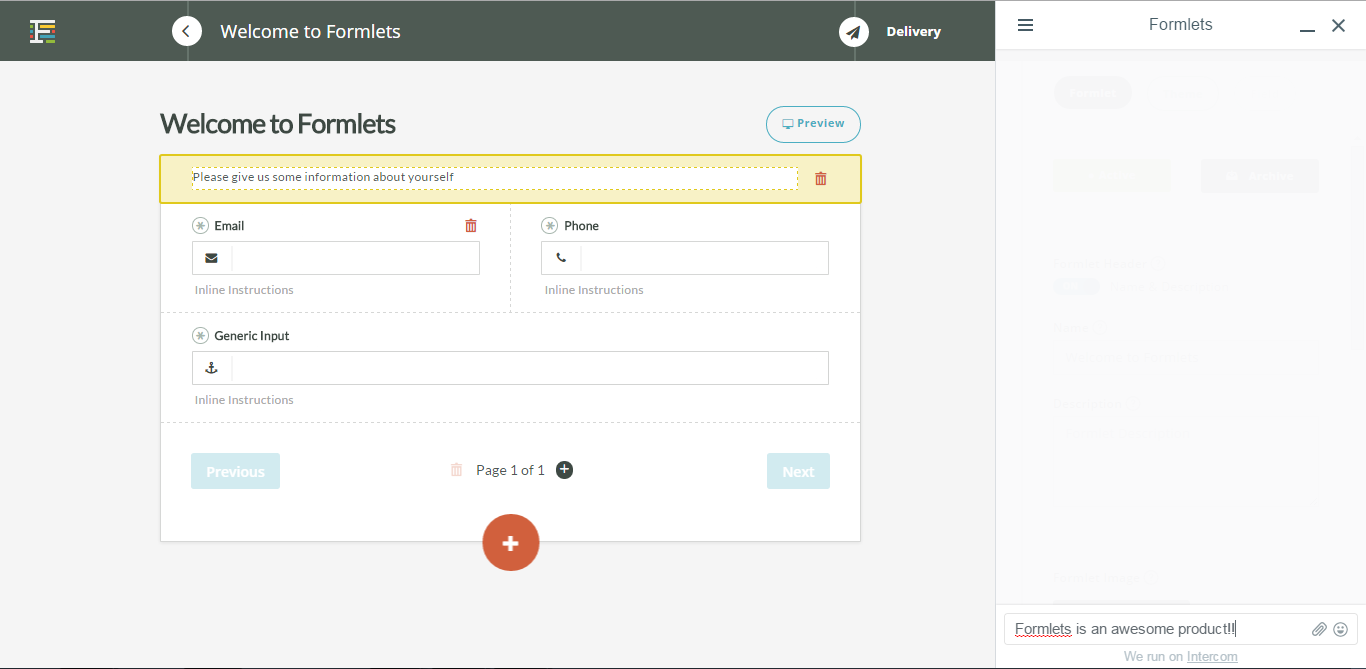 Welcome to Formlets
Delivery
Formlets
Welcome to Formlets
Preview
Please give us some information about yourself
Email
Phone
Inline Instructions
Inline Instructions
Generic Input
Inline Instructions
Previous
Page 1 of 1
Next
Formlets is an awesome product!!
We run on Intercom